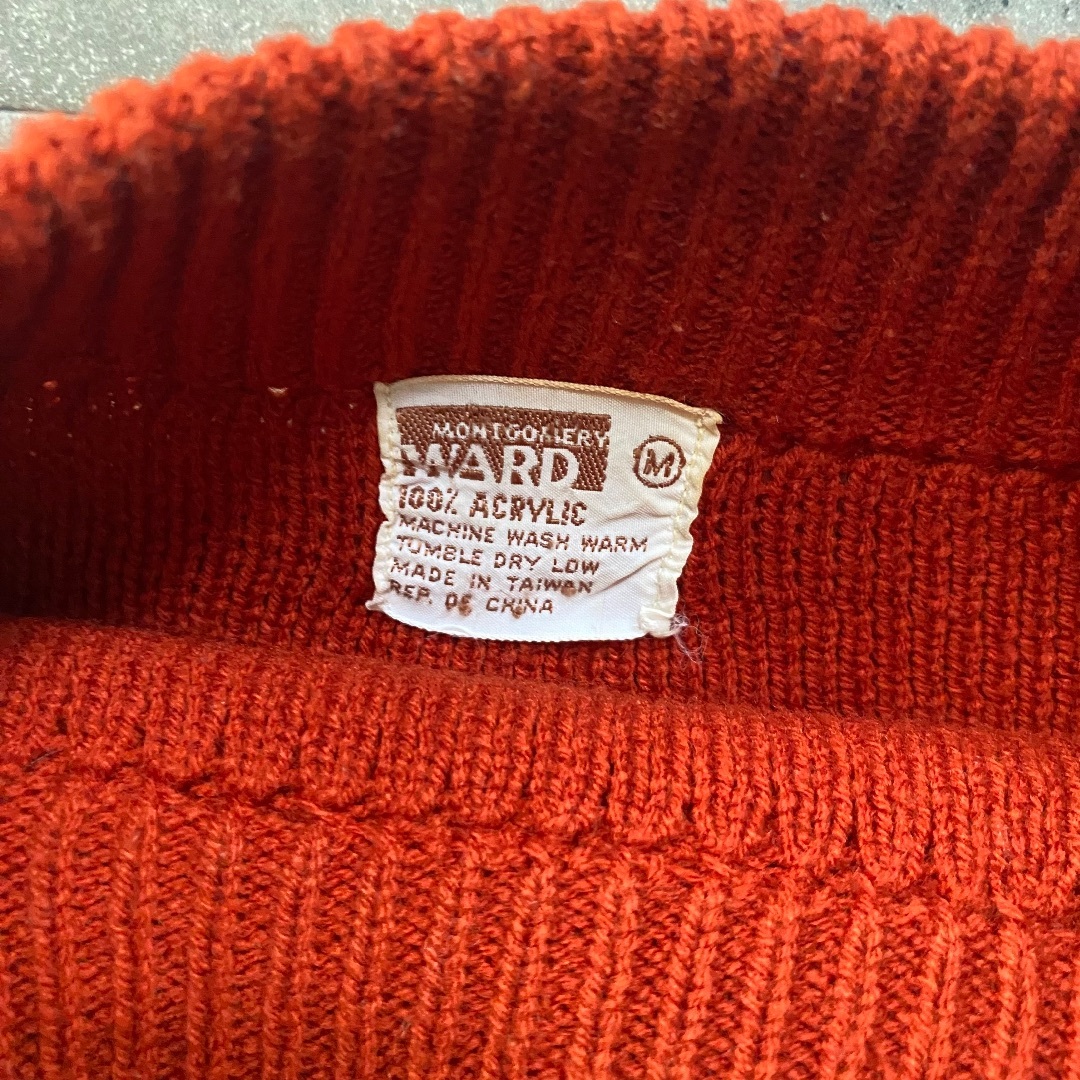 MONTGOMERY
WARD
M
100% ACRYLIC
MACHINE WASH WARM
TUMBLE DRY LOW
MADE IN TAIWAN
REP. OF CHINA